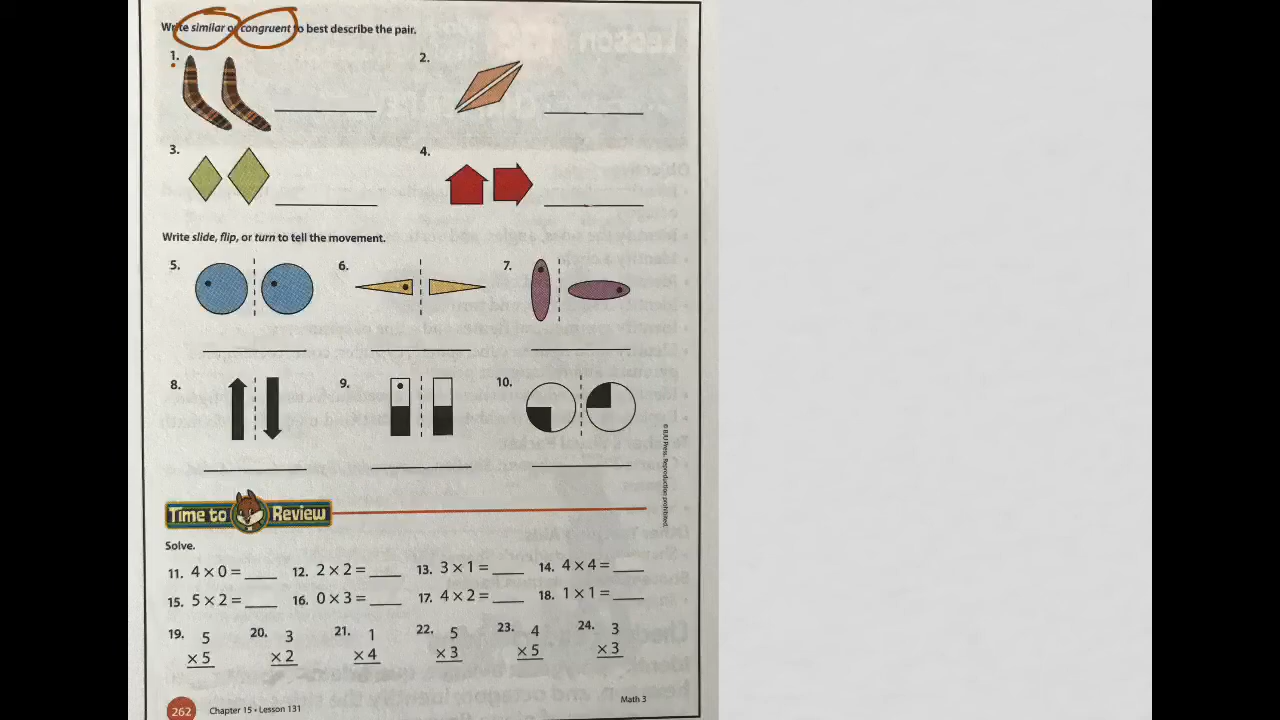 Write similar or congruent to best describe the pair.
1. 2.
3. 4.
Write slide, flip, or turn to tell the movement.
5. 6. 7.
8. 9. 10.
© BJU Press. Reproduction prohibited.
Time to Review
Solve.
11. 4 × 0 = ____ 12. 2 × 2 = ____ 13. 3 × 1 = ____ 14. 4 × 4 = ____
15. 5 × 2 = ____ 16. 0 × 3 = ____ 17. 4 × 2 = ____ 18. 1 × 1 = ____
19. 5 20. 3 21. 1 22. 5 23. 4 24. 3
× 5 × 2 × 4 × 3 × 5 × 3
262 Chapter 15 • Lesson 131 Math 3